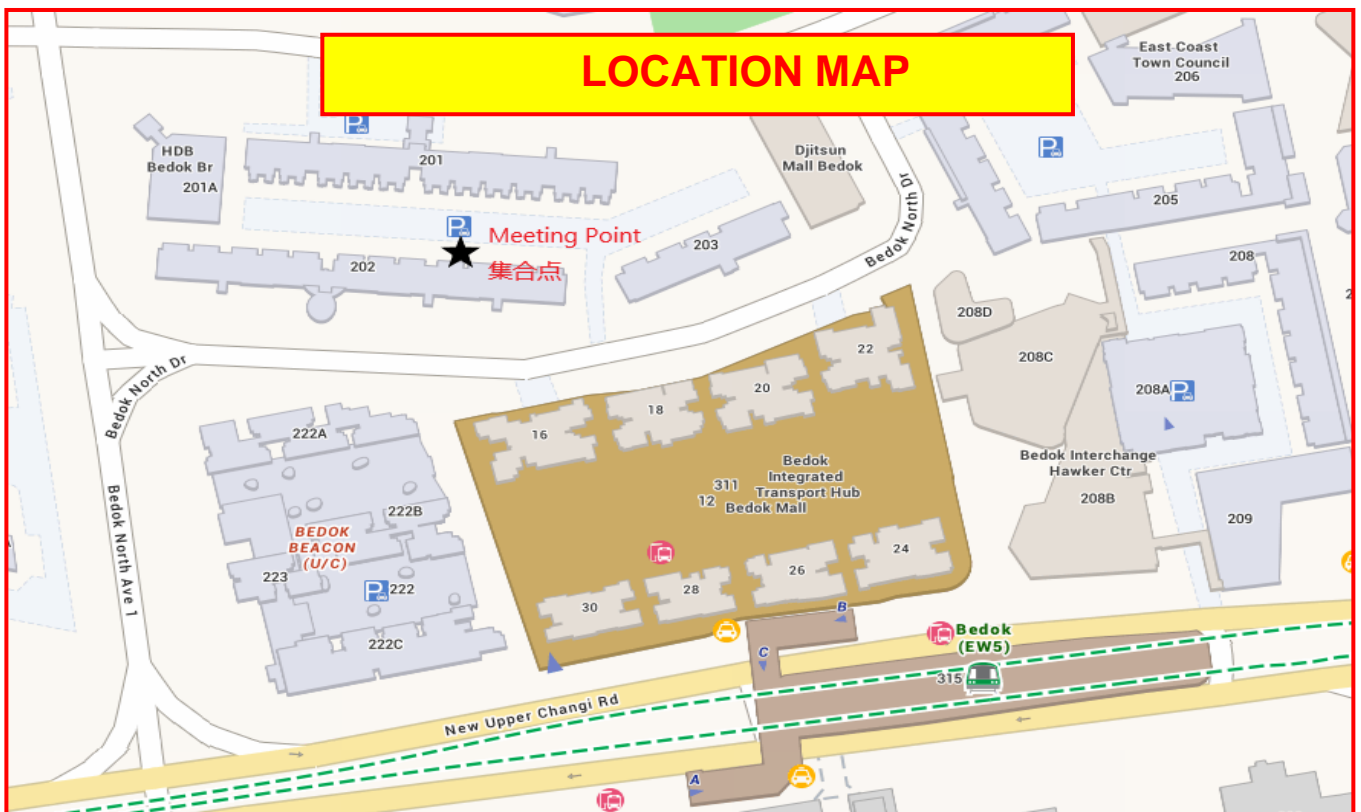 LOCATION MAP
East Coast
Town Council
206
HDB
Bedok Br
201A
201
Djitsun
Mall Bedok
Bedok North Dr
205
Meeting Point
集合点
202
203
208
208D
208C
208A
22
20
18
16
Bedok North Dr
222A
Bedok
Integrated
Transport Hub
311
12
Bedok Mall
Bedok Interchange
Hawker Ctr
208B
209
Bedok North Ave 1
222B
BEDOK
BEACON
(U/C)
223
222
222C
24
26
28
30
B
C
Bedok
(EW5)
315
New Upper Changi Rd
A